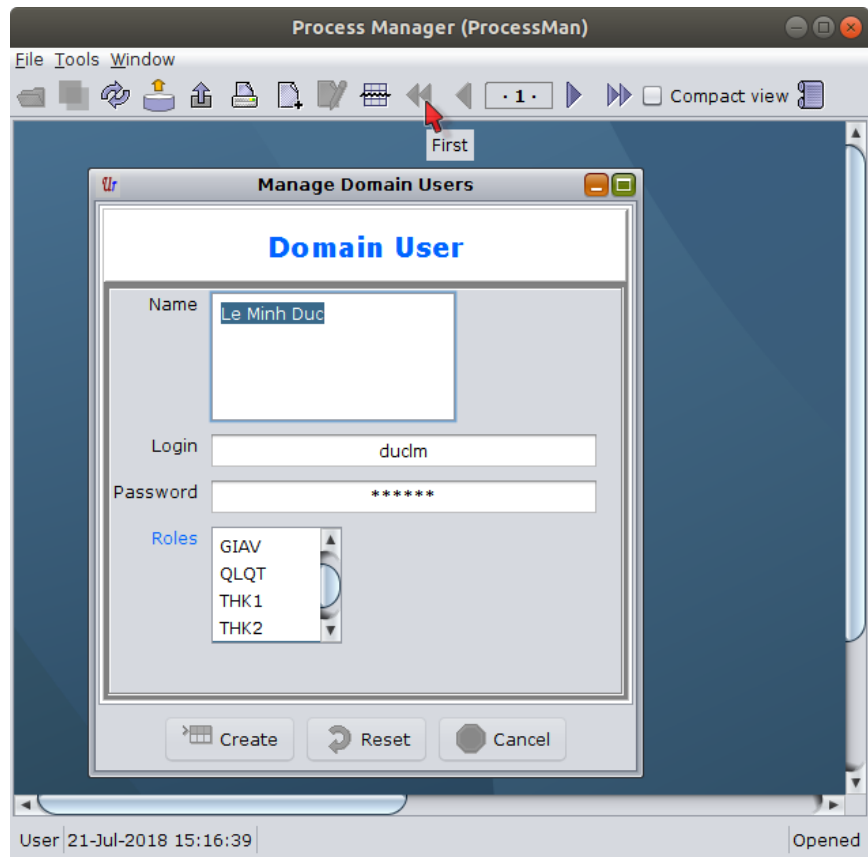 Process Manager (ProcessMan)
File Tools Window
· 1 · Compact view
First
Ur Manage Domain Users
Domain User
Name Le Minh Duc
Login duclm
Password ******
Roles GIAV
QLQT
THK1
THK2
Create Reset Cancel
User 21-Jul-2018 15:16:39 Opened